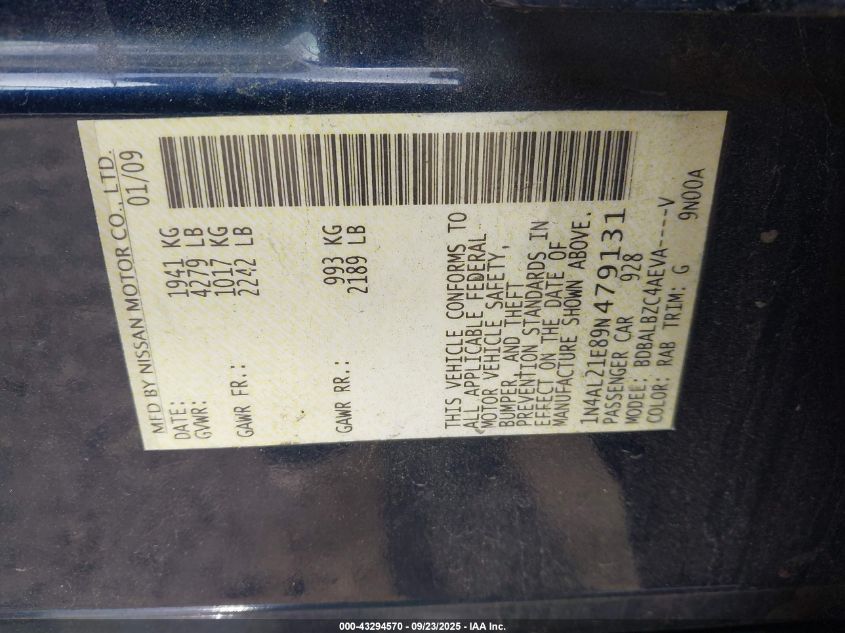 MFD BY NISSAN MOTOR CO., LTD.
DATE: 01/09
GVWR: 1941 KG
4279 LB
GAWR FR.: 1017 KG
2242 LB
GAWR RR.: 993 KG
2189 LB
THIS VEHICLE CONFORMS TO
ALL APPLICABLE FEDERAL
MOTOR VEHICLE SAFETY,
BUMPER, AND THEFT
PREVENTION STANDARDS IN
EFFECT ON THE DATE OF
MANUFACTURE SHOWN ABOVE.
1N4AL21E89N479131
PASSENGER CAR 928
MODEL: BDBALBZC4AEVA----V
COLOR: RAB TRIM: G 9N00A
000-43294570 - 09/23/2025 - IAA Inc.